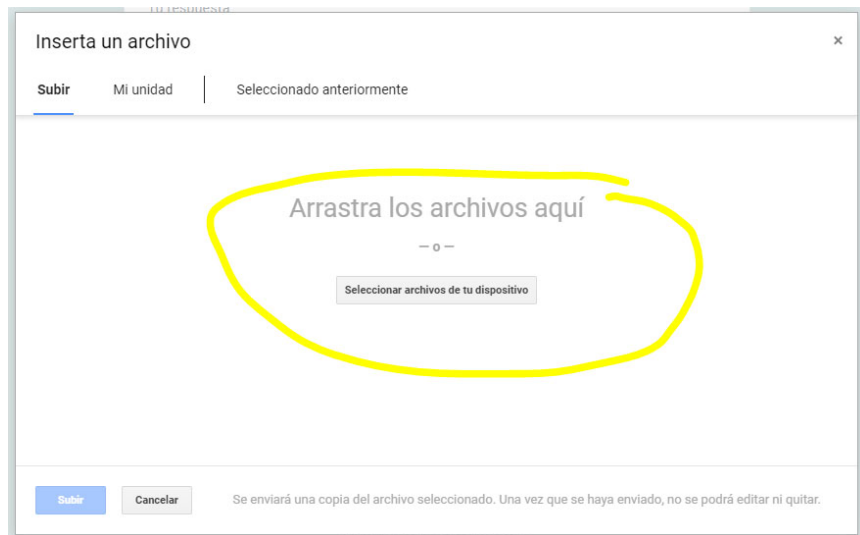 Tu respuesta
Inserta un archivo ×
Subir Mi unidad Seleccionado anteriormente
Arrastra los archivos aquí
— o —
Seleccionar archivos de tu dispositivo
Subir Cancelar Se enviará una copia del archivo seleccionado. Una vez que se haya enviado, no se podrá editar ni quitar.